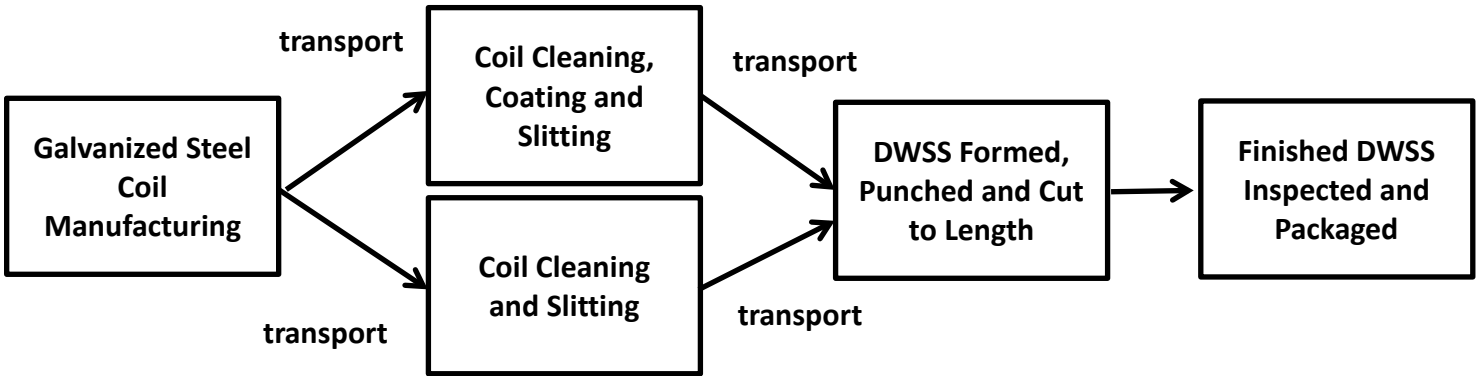 Galvanized Steel
Coil
Manufacturing
transport
Coil Cleaning,
Coating and
Slitting
transport
transport
Coil Cleaning
and Slitting
transport
DWSS Formed,
Punched and Cut
to Length
Finished DWSS
Inspected and
Packaged